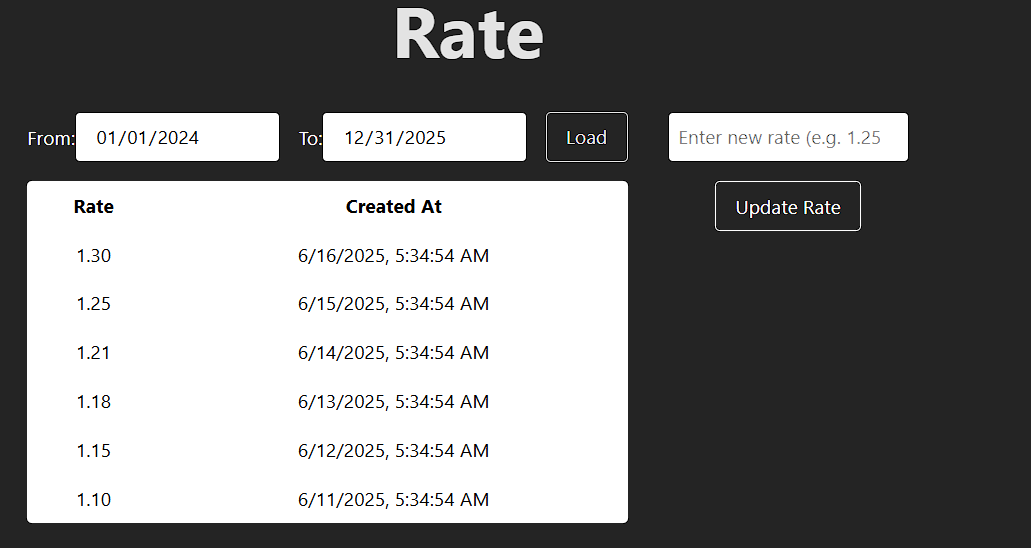 Rate
From: 01/01/2024 To: 12/31/2025 Load Enter new rate (e.g. 1.25
Update Rate
Rate Created At
1.30 6/16/2025, 5:34:54 AM
1.25 6/15/2025, 5:34:54 AM
1.21 6/14/2025, 5:34:54 AM
1.18 6/13/2025, 5:34:54 AM
1.15 6/12/2025, 5:34:54 AM
1.10 6/11/2025, 5:34:54 AM